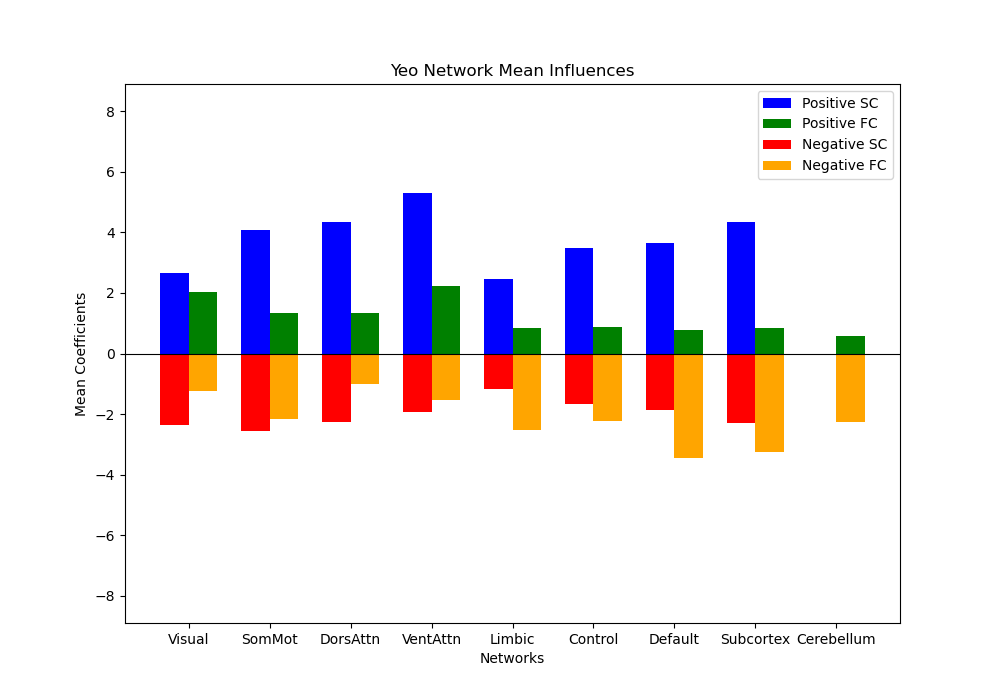 Yeo Network Mean Influences
Positive SC
Positive FC
Negative SC
Negative FC
8
6
4
2
0
−2
−4
−6
−8
Mean Coefficients
Visual SomMot DorsAttn VentAttn Limbic Control Default Subcortex Cerebellum
Networks